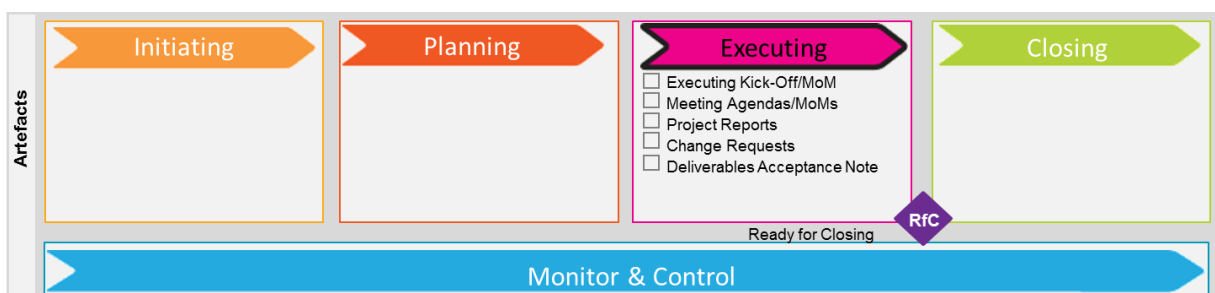 Artefacts
Initiating
Planning
Executing
Closing
Executing Kick-Off/MoM
Meeting Agendas/MoMs
Project Reports
Change Requests
Deliverables Acceptance Note
RfC
Ready for Closing
Monitor & Control